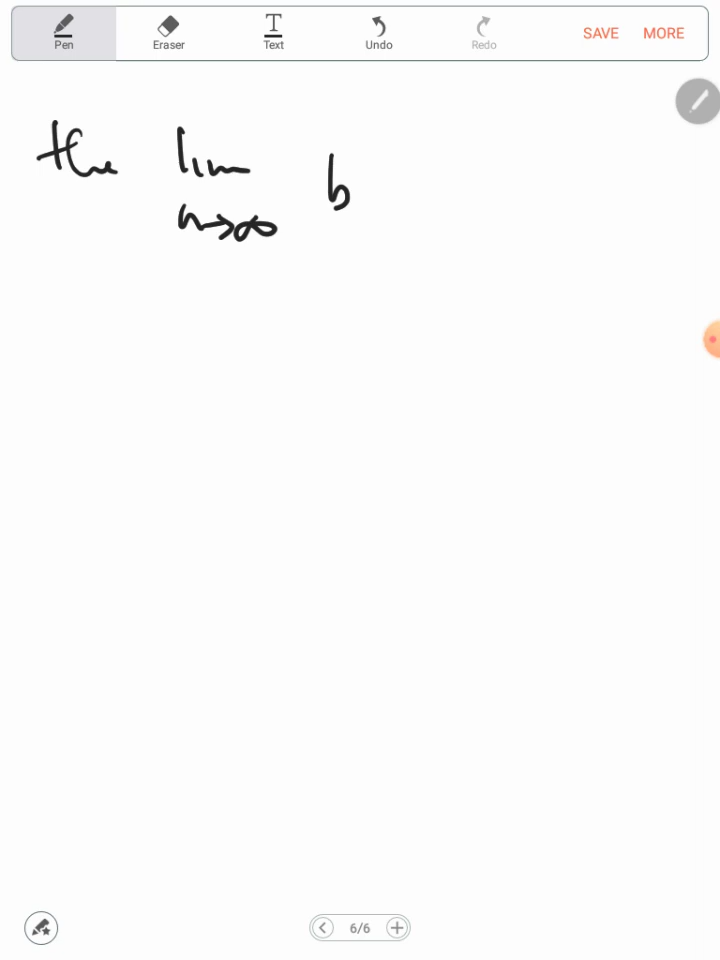 Pen Eraser Text Undo Redo SAVE MORE
the lim b
n→∞
6/6